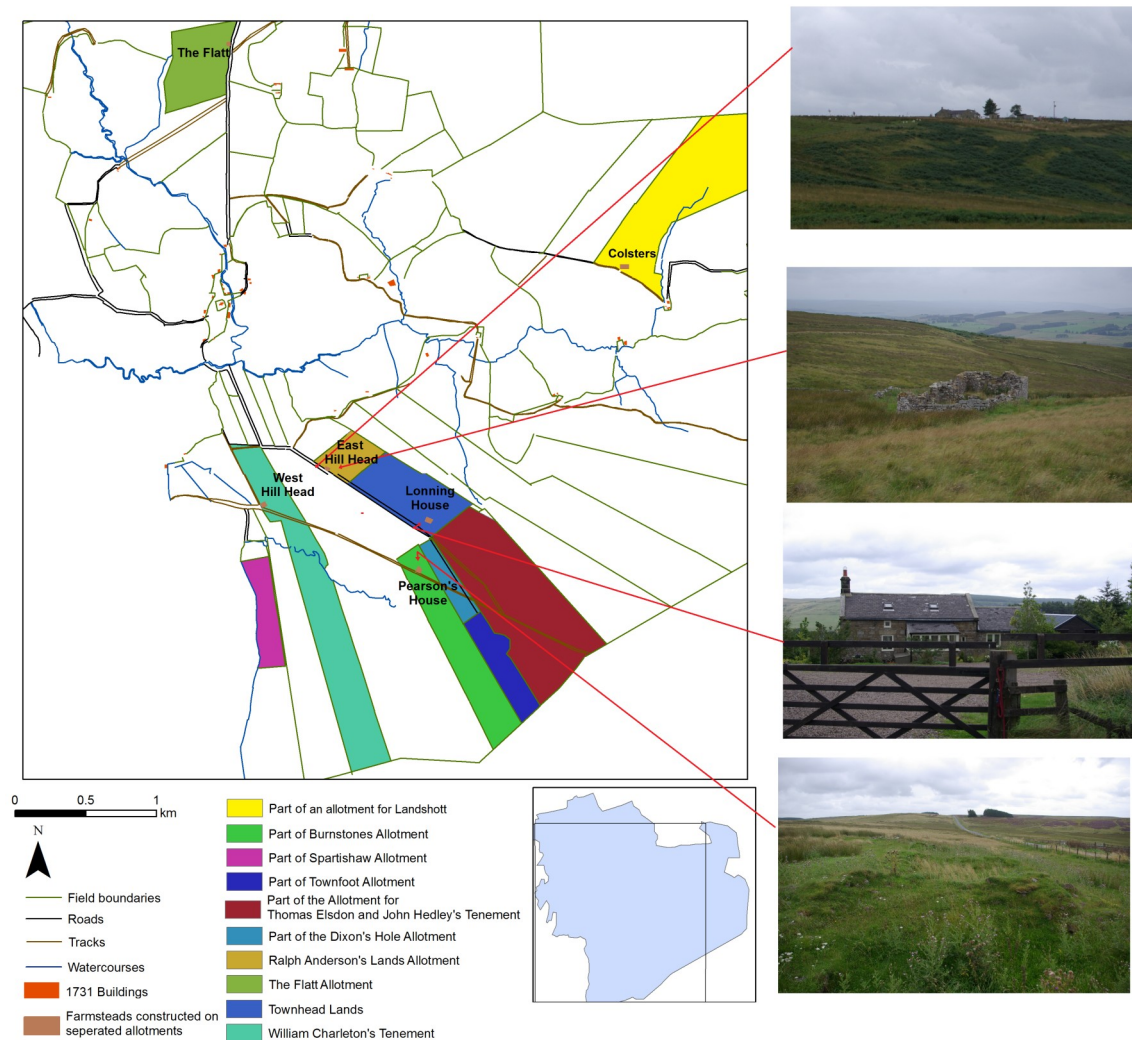 The Flatt
Colsters
East
Hill Head
West
Hill Head
Lonning
House
Pearson's
House
0 0.5 1
km
N
Field boundaries
Roads
Tracks
Watercourses
1731 Buildings
Farmsteads constructed on
seperated allotments
Part of an allotment for Landshott
Part of Burnstones Allotment
Part of Spartishaw Allotment
Part of Townfoot Allotment
Part of the Allotment for
Thomas Elsdon and John Hedley's Tenement
Part of the Dixon's Hole Allotment
Ralph Anderson's Lands Allotment
The Flatt Allotment
Townhead Lands
William Charleton's Tenement